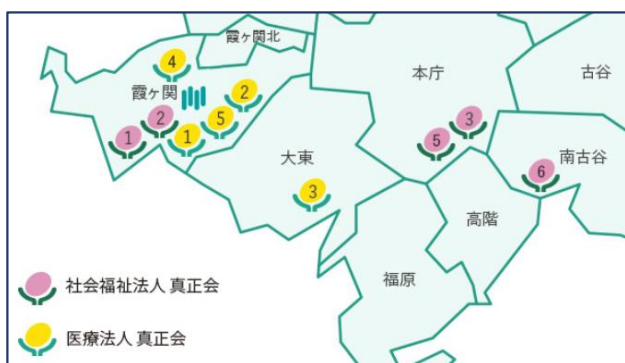 霞ヶ関北
本庁
古谷
4
霞ヶ関
2
3
2
5
1
1
5
大東
南古谷
6
3
高階
福原
社会福祉法人 真正会
医療法人 真正会